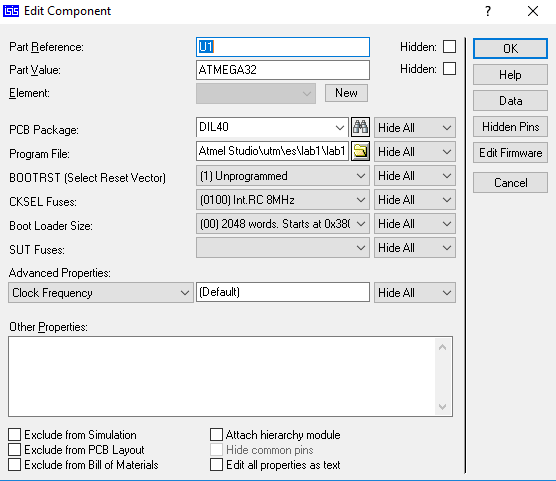 ISIS Edit Component ? ×
Part Reference: U1 Hidden: OK
Part Value: ATMEGA32 Hidden: Help
Element: New Data
PCB Package: DIL40 Hide All Hidden Pins
Program File: Atmel Studio\utm\es\lab1\lab1 Hide All Edit Firmware
BOOTRST (Select Reset Vector) (1) Unprogrammed Hide All Cancel
CKSEL Fuses: (0100) Int.RC 8MHz Hide All
Boot Loader Size: (00) 2048 words. Starts at 0x380 Hide All
SUT Fuses: Hide All
Advanced Properties:
Clock Frequency (Default) Hide All
Other Properties:
Exclude from Simulation Attach hierarchy module
Exclude from PCB Layout Hide common pins
Exclude from Bill of Materials Edit all properties as text